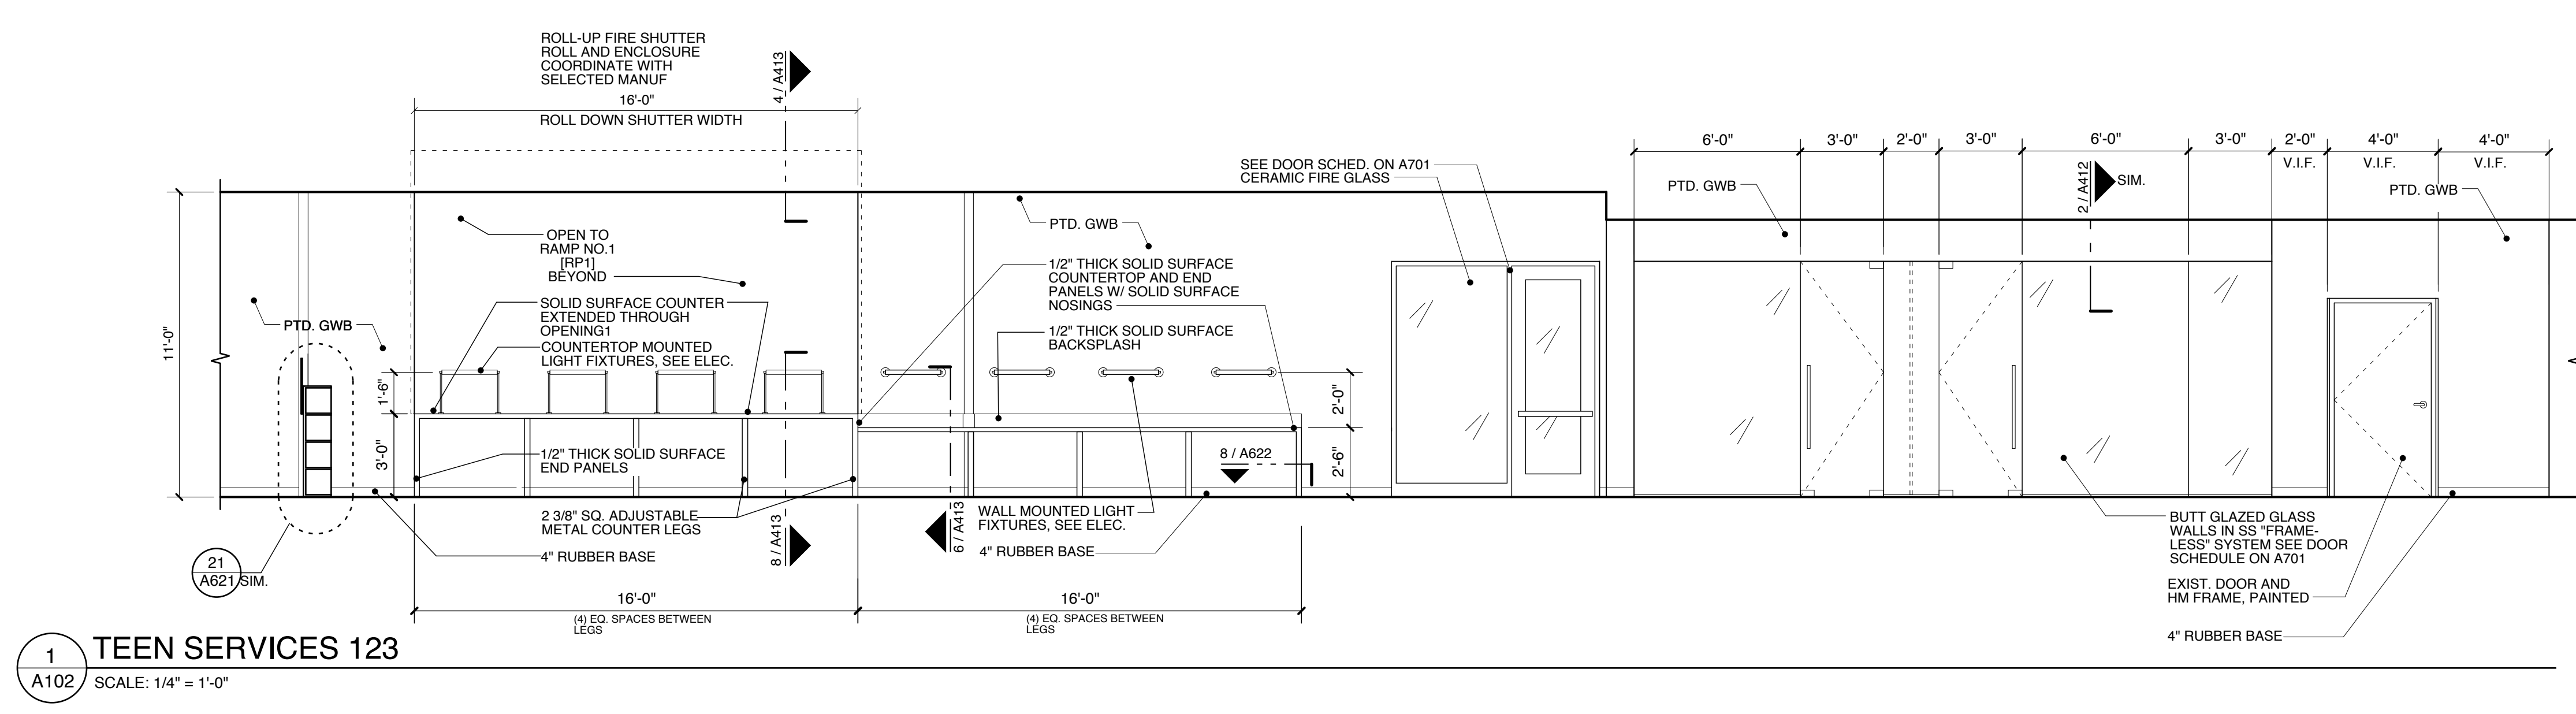 ROLL-UP FIRE SHUTTER
ROLL AND ENCLOSURE
COORDINATE WITH
SELECTED MANUF
4 / A413
16'-0"
ROLL DOWN SHUTTER WIDTH
11'-0"
PTD. GWB
OPEN TO
RAMP NO.1
[RP1]
BEYOND
SOLID SURFACE COUNTER
EXTENDED THROUGH
OPENING1
COUNTERTOP MOUNTED
LIGHT FIXTURES, SEE ELEC.
1'-6"
3'-0"
1/2" THICK SOLID SURFACE
END PANELS
2 3/8" SQ. ADJUSTABLE
METAL COUNTER LEGS
4" RUBBER BASE
8 / A413
21
A621 SIM.
16'-0"
(4) EQ. SPACES BETWEEN
LEGS
PTD. GWB
1/2" THICK SOLID SURFACE
COUNTERTOP AND END
PANELS W/ SOLID SURFACE
NOSINGS
1/2" THICK SOLID SURFACE
BACKSPLASH
2'-0"
2'-6"
8 / A622
6 / A413
WALL MOUNTED LIGHT
FIXTURES, SEE ELEC.
4" RUBBER BASE
16'-0"
(4) EQ. SPACES BETWEEN
LEGS
SEE DOOR SCHED. ON A701
CERAMIC FIRE GLASS
6'-0"
3'-0"
2'-0"
3'-0"
6'-0"
3'-0"
2'-0"
V.I.F.
4'-0"
V.I.F.
4'-0"
V.I.F.
PTD. GWB
2 / A412
SIM.
PTD. GWB
BUTT GLAZED GLASS
WALLS IN SS "FRAME-
LESS" SYSTEM SEE DOOR
SCHEDULE ON A701
EXIST. DOOR AND
HM FRAME, PAINTED
4" RUBBER BASE
1
A102
TEEN SERVICES 123
SCALE: 1/4" = 1'-0"